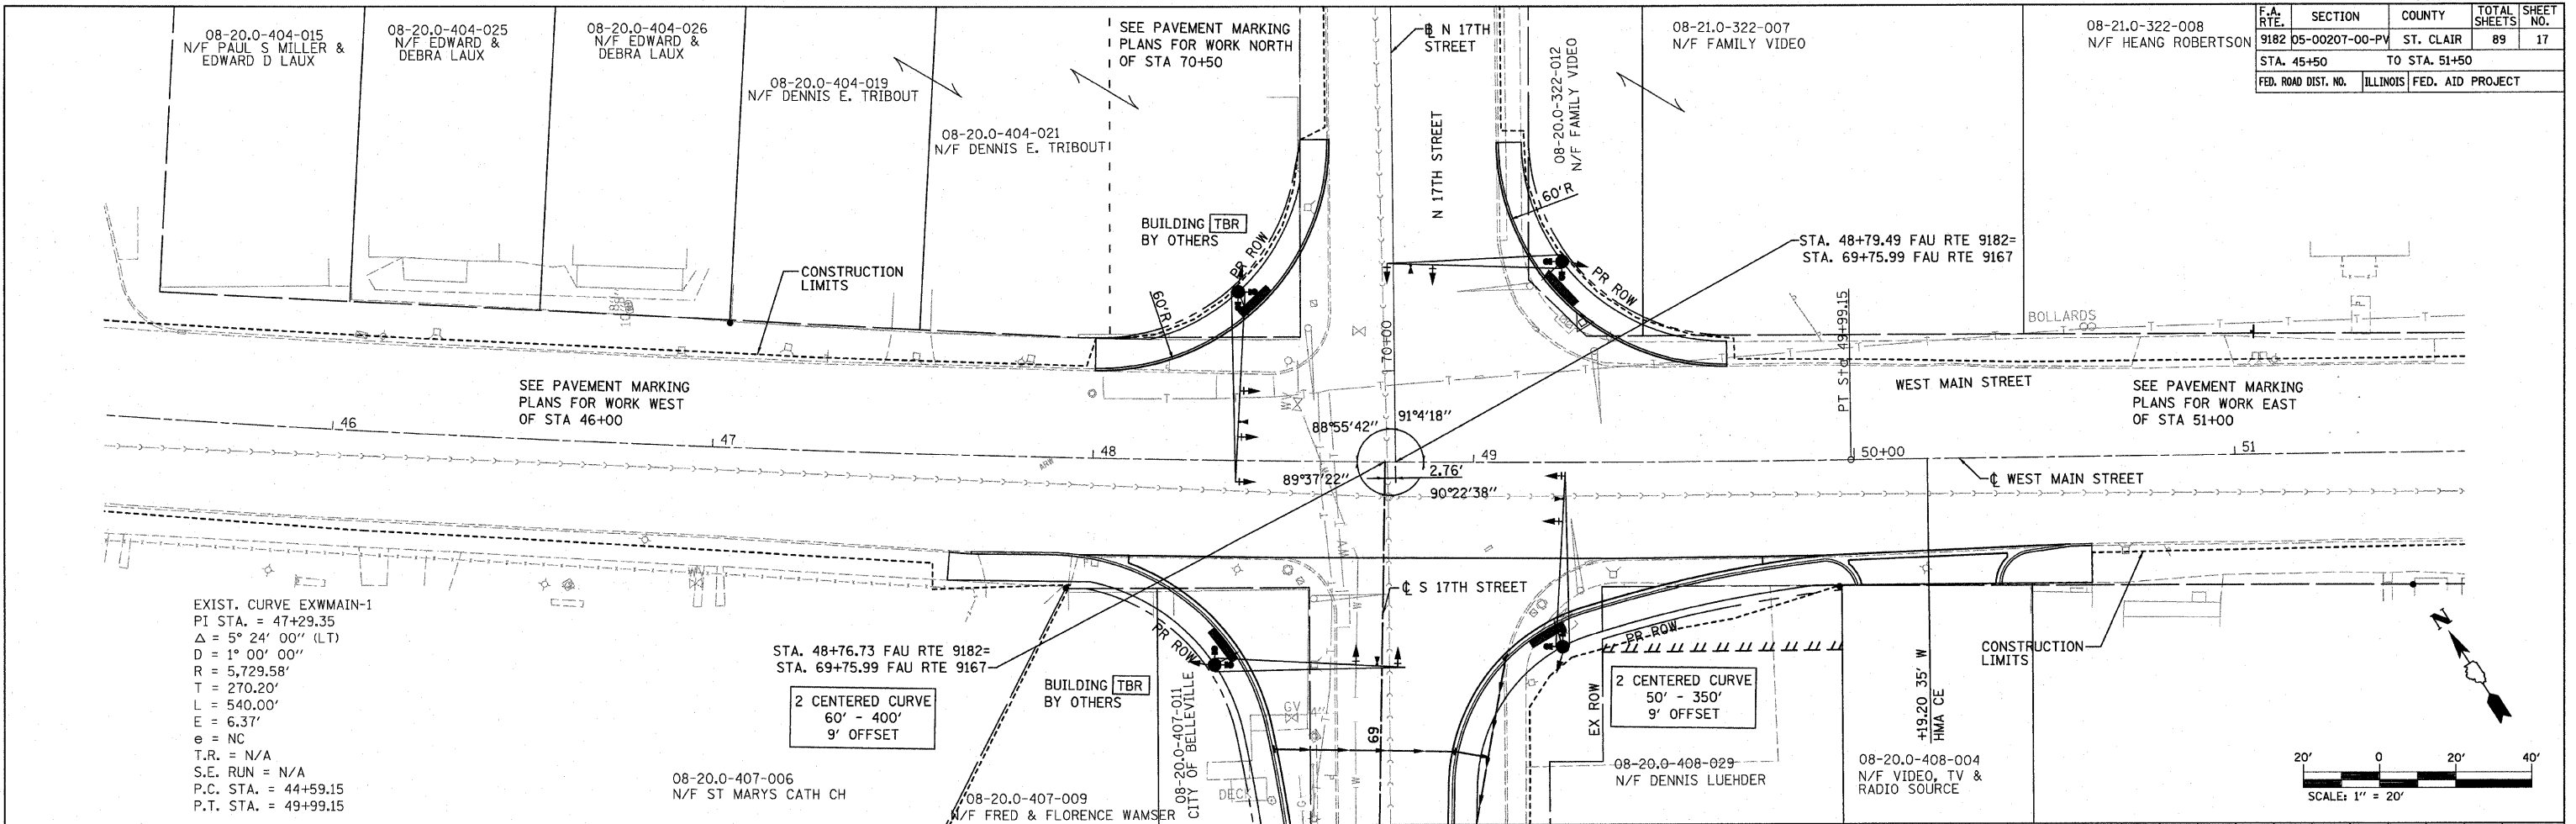 08-20.0-404-015
N/F PAUL S MILLER &
EDWARD D LAUX
08-20.0-404-025
N/F EDWARD &
DEBRA LAUX
08-20.0-404-026
N/F EDWARD &
DEBRA LAUX
08-20.0-404-019
N/F DENNIS E. TRIBOUT
08-20.0-404-021
N/F DENNIS E. TRIBOUT
SEE PAVEMENT MARKING
PLANS FOR WORK NORTH
OF STA 70+50
℄ N 17TH
STREET
N 17TH STREET
08-20.0-322-012
N/F FAMILY VIDEO
08-21.0-322-007
N/F FAMILY VIDEO
08-21.0-322-008
N/F HEANG ROBERTSON
F.A. RTE.
SECTION
COUNTY
TOTAL SHEETS
SHEET NO.
9182
05-00207-00-PV
ST. CLAIR
89
17
STA. 45+50 TO STA. 51+50
FED. ROAD DIST. NO.
ILLINOIS
FED. AID PROJECT
BUILDING TBR
BY OTHERS
PR ROW
60'R
60'R
PR ROW
STA. 48+79.49 FAU RTE 9182=
STA. 69+75.99 FAU RTE 9167
CONSTRUCTION
LIMITS
170+00
PT Sta 49+99.15
BOLLARDS
WEST MAIN STREET
SEE PAVEMENT MARKING
PLANS FOR WORK WEST
OF STA 46+00
SEE PAVEMENT MARKING
PLANS FOR WORK EAST
OF STA 51+00
46
47
48
49
50+00
51
88°55'42"
91°4'18"
89°37'22"
2.76'
90°22'38"
℄ WEST MAIN STREET
℄ S 17TH STREET
EXIST. CURVE EXWMAIN-1
PI STA. = 47+29.35
Δ = 5° 24' 00" (LT)
D = 1° 00' 00"
R = 5,729.58'
T = 270.20'
L = 540.00'
E = 6.37'
e = NC
T.R. = N/A
S.E. RUN = N/A
P.C. STA. = 44+59.15
P.T. STA. = 49+99.15
STA. 48+76.73 FAU RTE 9182=
STA. 69+75.99 FAU RTE 9167
2 CENTERED CURVE
60' - 400'
9' OFFSET
PR ROW
BUILDING TBR
BY OTHERS
08-20.0-407-006
N/F ST MARYS CATH CH
08-20.0-407-009
N/F FRED & FLORENCE WAMSER
08-20.0-407-011
CITY OF BELLEVILLE
GV
DECK
69
PR ROW
EX ROW
2 CENTERED CURVE
50' - 350'
9' OFFSET
08-20.0-408-029
N/F DENNIS LUEHDER
+19.20 35' W
HMA CE
08-20.0-408-004
N/F VIDEO, TV &
RADIO SOURCE
CONSTRUCTION
LIMITS
N
20' 0 20' 40'
SCALE: 1" = 20'